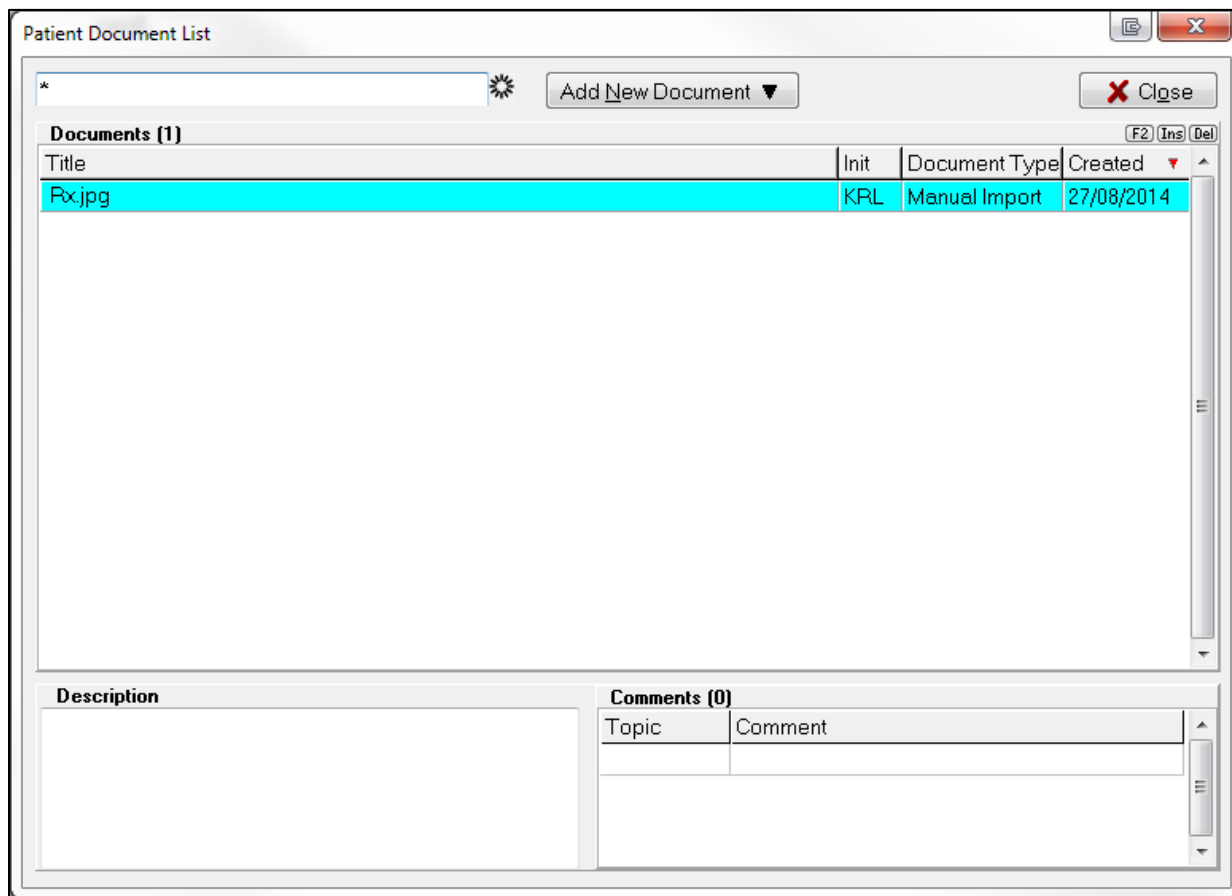 Patient Document List
*
Add New Document ▼
Close
Documents (1)
F2 Ins Del
Title Init Document Type Created
Rx.jpg KRL Manual Import 27/08/2014
Description
Comments (0)
Topic Comment